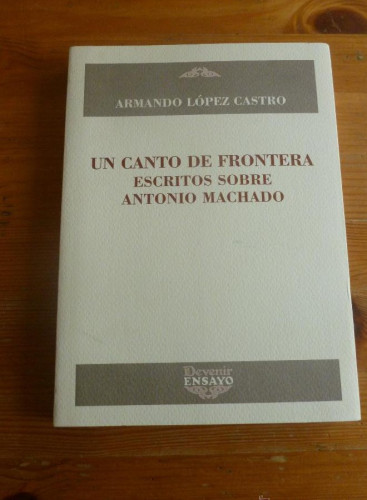 ARMANDO LÓPEZ CASTRO
UN CANTO DE FRONTERA
ESCRITOS SOBRE
ANTONIO MACHADO
Devenir
ENSAYO